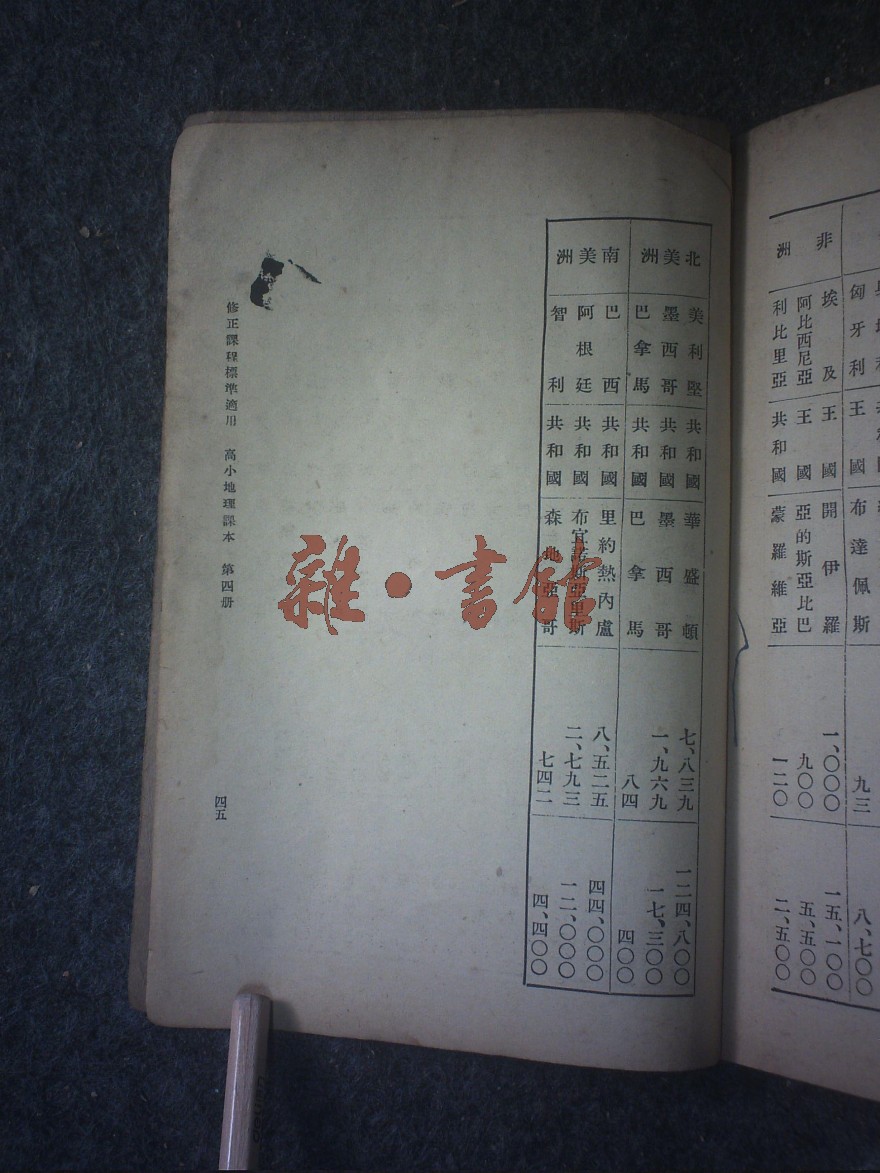 匈牙利 王國 布達佩斯 九三 八、七〇〇
非洲
埃及 王國 開伊羅 一、〇〇〇 一五、一〇〇
阿比西尼亞 王國 亞的斯亞比巴 九〇〇 五、五〇〇
利比里亞 共和國 蒙羅維亞 一二〇 二、五〇〇
北美洲
美利堅 共和國 華盛頓 七、八三九 一二四、八〇〇
墨西哥 共和國 墨西哥 一、九六九 一七、三〇〇
巴拿馬 共和國 巴拿馬 八四 四〇〇
南美洲
巴西 共和國 里約熱內盧 八、五二五 四四、〇〇〇
阿根廷 共和國 布宜諾斯亞里斯 二、七九三 一二、〇〇〇
智利 共和國 森地亞哥 七四二 四、四〇〇
修正課程標準適用 高小地理課本 第四册
四五
雜·書館